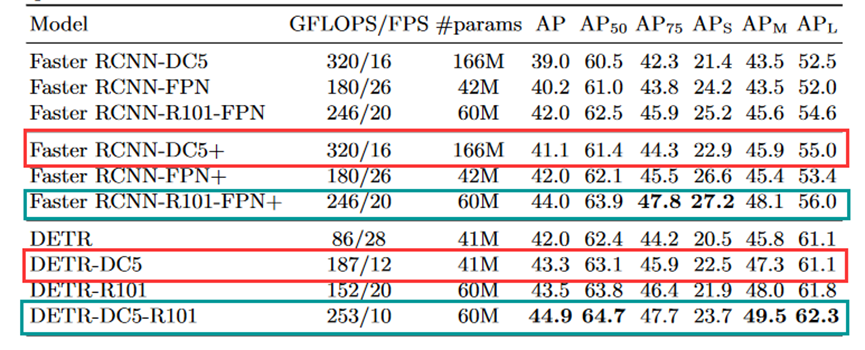 Model GFLOPS/FPS #params AP AP50 AP75 APS APM APL
Faster RCNN-DC5 320/16 166M 39.0 60.5 42.3 21.4 43.5 52.5
Faster RCNN-FPN 180/26 42M 40.2 61.0 43.8 24.2 43.5 52.0
Faster RCNN-R101-FPN 246/20 60M 42.0 62.5 45.9 25.2 45.6 54.6
Faster RCNN-DC5+ 320/16 166M 41.1 61.4 44.3 22.9 45.9 55.0
Faster RCNN-FPN+ 180/26 42M 42.0 62.1 45.5 26.6 45.4 53.4
Faster RCNN-R101-FPN+ 246/20 60M 44.0 63.9 47.8 27.2 48.1 56.0
DETR 86/28 41M 42.0 62.4 44.2 20.5 45.8 61.1
DETR-DC5 187/12 41M 43.3 63.1 45.9 22.5 47.3 61.1
DETR-R101 152/20 60M 43.5 63.8 46.4 21.9 48.0 61.8
DETR-DC5-R101 253/10 60M 44.9 64.7 47.7 23.7 49.5 62.3